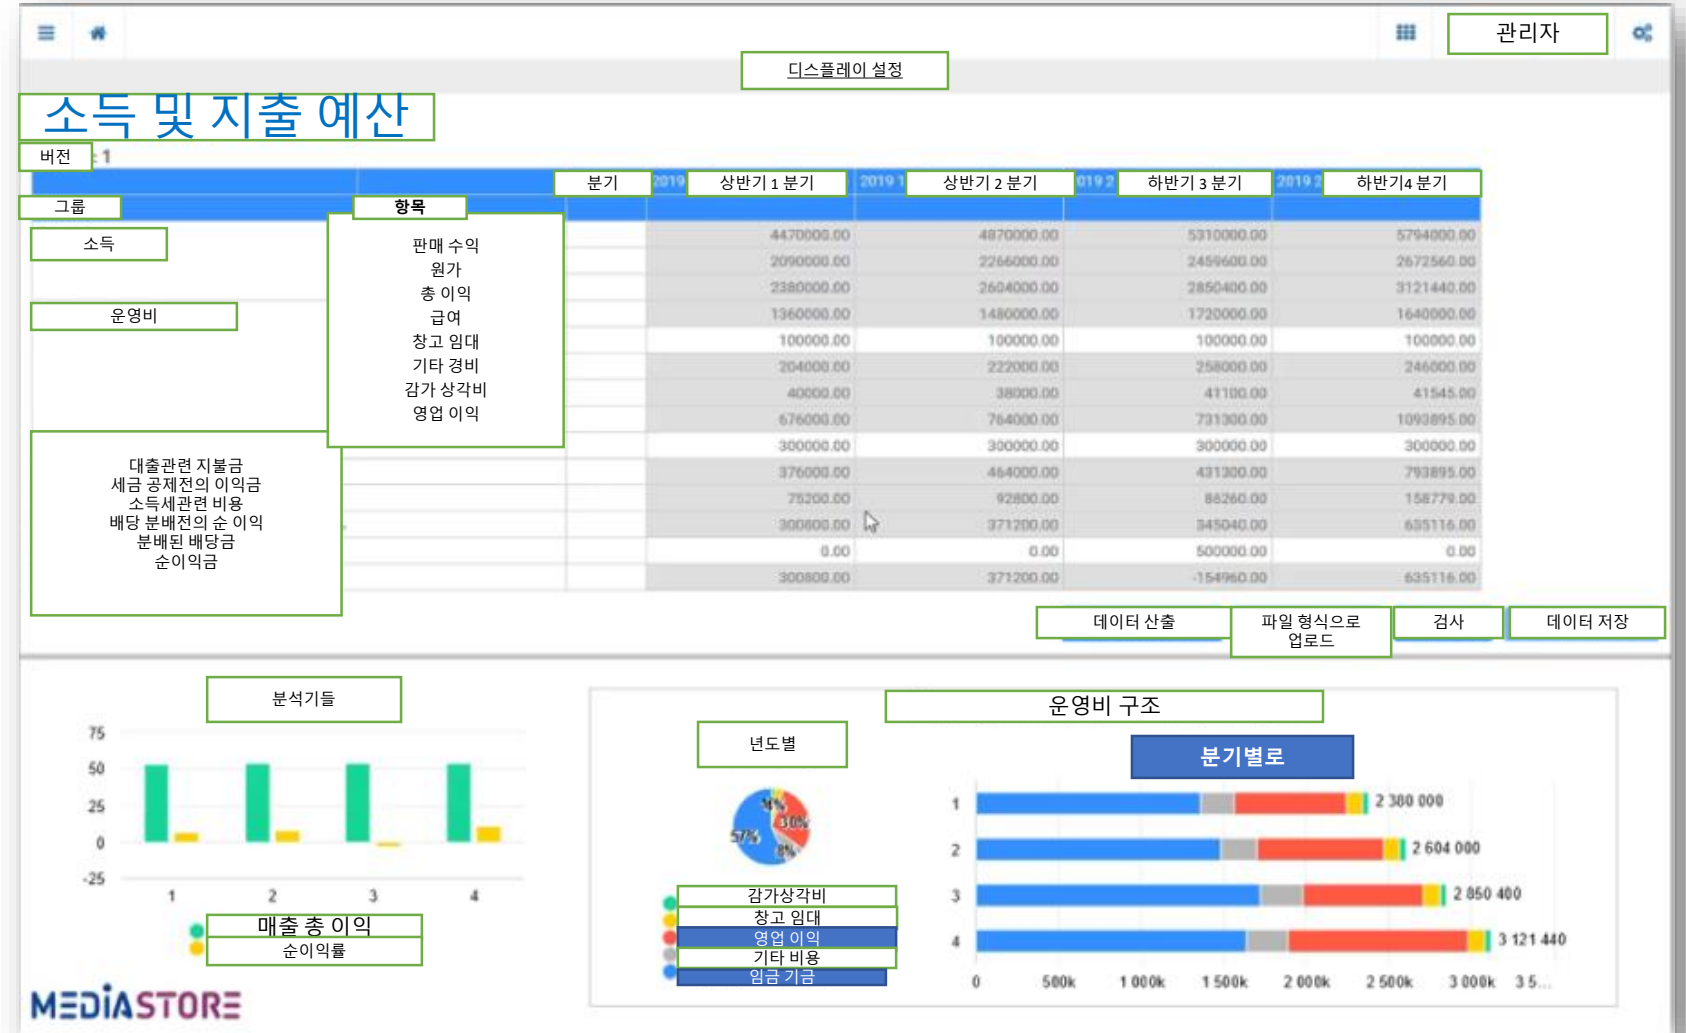 관리자
디스플레이 설정
소득 및 지출 예산
버전 : 1
분기 2019 상반기 1 분기 2019 1 상반기 2 분기 019 2 하반기 3 분기 2019 2 하반기4 분기
그룹 항목
소득
운영비
판매 수익
원가
총 이익
급여
창고 임대
기타 경비
감가 상각비
영업 이익
대출관련 지불금
세금 공제전의 이익금
소득세관련 비용
배당 분배전의 순 이익
분배된 배당금
순이익금
4470000.00 4870000.00 5310000.00 5794000.00
2090000.00 2266000.00 2459600.00 2672560.00
2380000.00 2604000.00 2850400.00 3121440.00
1360000.00 1480000.00 1720000.00 1640000.00
100000.00 100000.00 100000.00 100000.00
204000.00 222000.00 258000.00 246000.00
40000.00 38000.00 41100.00 41545.00
676000.00 764000.00 731300.00 1093895.00
300000.00 300000.00 300000.00 300000.00
376000.00 464000.00 431300.00 793895.00
75200.00 92800.00 86260.00 158779.00
300800.00 371200.00 345040.00 635116.00
0.00 0.00 500000.00 0.00
300800.00 371200.00 -154960.00 635116.00
데이터 산출
파일 형식으로
업로드
검사
데이터 저장
분석기들
75
50
25
0
-25
1 2 3 4
매출 총 이익
순이익률
운영비 구조
년도별
57% 30%
8%
감가상각비
창고 임대
영업 이익
기타 비용
임금 기금
분기별로
1 2 380 000
2 2 604 000
3 2 850 400
4 3 121 440
0 500k 1 000k 1 500k 2 000k 2 500k 3 000k 3 5...
MEDIASTORE